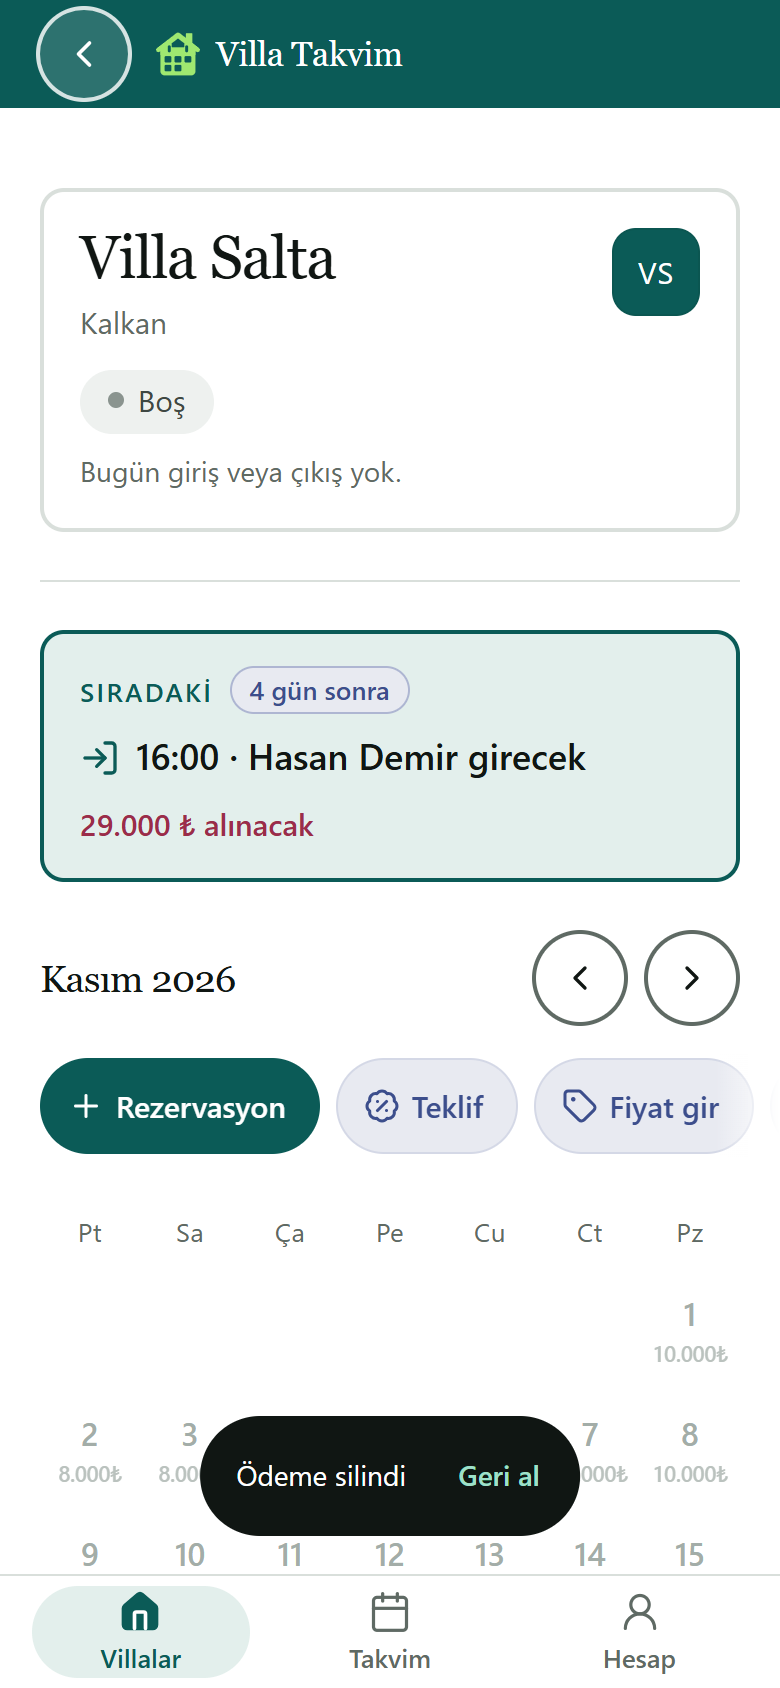 Villa Takvim
Villa Salta
VS
Kalkan
Boş
Bugün giriş veya çıkış yok.
SIRADAKİ 4 gün sonra
16:00 · Hasan Demir girecek
29.000 ₺ alınacak
Kasım 2026
Rezervasyon Teklif Fiyat gir
Pt Sa Ça Pe Cu Ct Pz
1
10.000₺
2 3 7 8
8.000₺ 8.00 000₺ 10.000₺
Ödeme silindi Geri al
9 10 11 12 13 14 15
Villalar Takvim Hesap